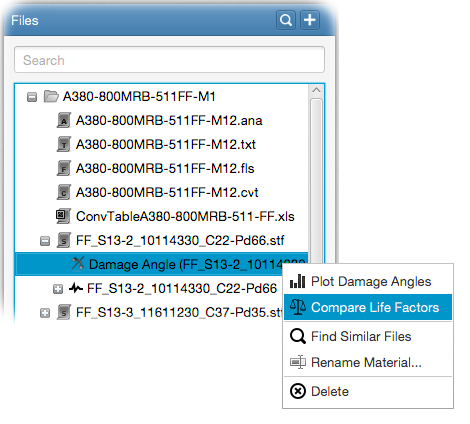 Files
Search
A380-800MRB-511FF-M1
A380-800MRB-511FF-M12.ana
A380-800MRB-511FF-M12.txt
A380-800MRB-511FF-M12.fls
A380-800MRB-511FF-M12.cvt
ConvTableA380-800MRB-511-FF.xls
FF_S13-2_10114330_C22-Pd66.stf
Damage Angle (FF_S13-2_10114330
FF_S13-2_10114330_C22-Pd66
FF_S13-3_11611230_C37-Pd35.stf
Plot Damage Angles
Compare Life Factors
Find Similar Files
Rename Material...
Delete